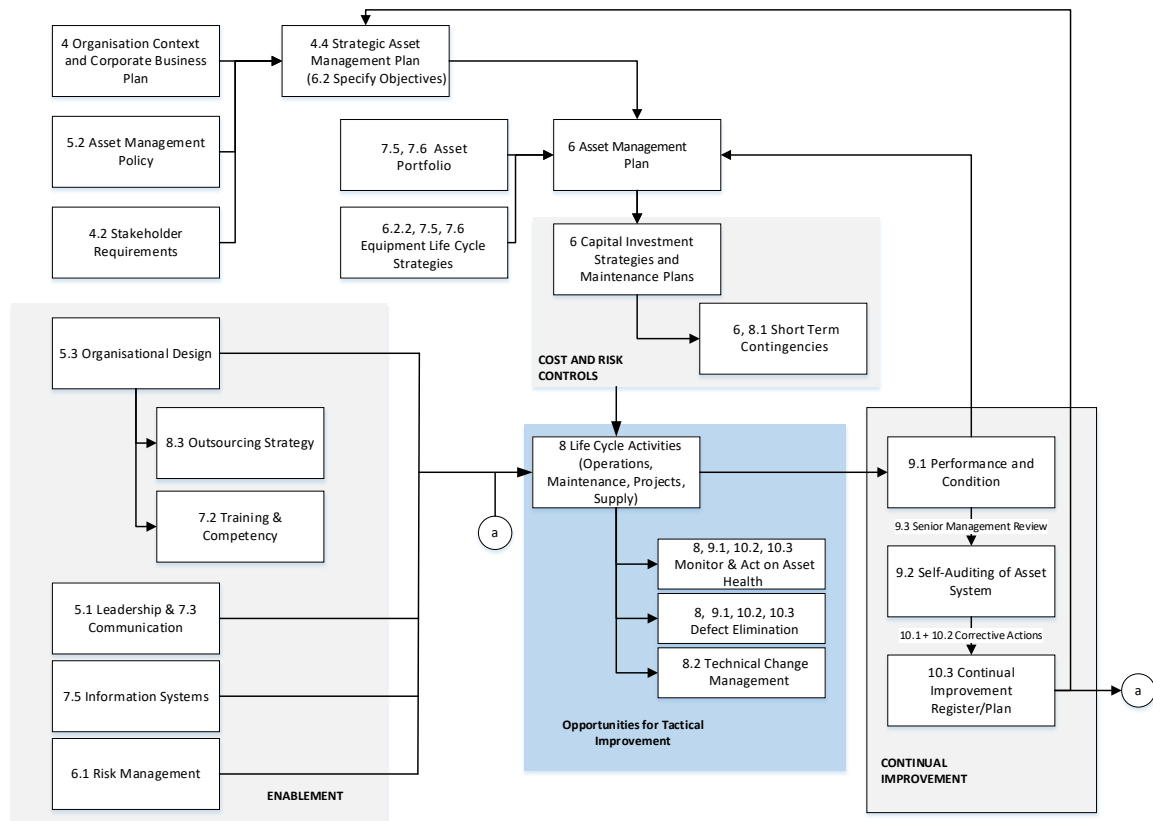 4 Organisation Context
and Corporate Business
Plan
4.4 Strategic Asset
Management Plan
(6.2 Specify Objectives)
5.2 Asset Management
Policy
7.5, 7.6 Asset
Portfolio
6 Asset Management
Plan
4.2 Stakeholder
Requirements
6.2.2, 7.5, 7.6
Equipment Life Cycle
Strategies
6 Capital Investment
Strategies and
Maintenance Plans
6, 8.1 Short Term
Contingencies
COST AND RISK
CONTROLS
5.3 Organisational Design
8.3 Outsourcing Strategy
7.2 Training &
Competency
5.1 Leadership & 7.3
Communication
7.5 Information Systems
6.1 Risk Management
ENABLEMENT
a
8 Life Cycle Activities
(Operations,
Maintenance, Projects,
Supply)
8, 9.1, 10.2, 10.3
Monitor & Act on Asset
Health
8, 9.1, 10.2, 10.3
Defect Elimination
8.2 Technical Change
Management
Opportunities for Tactical
Improvement
9.1 Performance and
Condition
9.3 Senior Management Review
9.2 Self-Auditing of Asset
System
10.1 + 10.2 Corrective Actions
10.3 Continual
Improvement
Register/Plan
a
CONTINUAL
IMPROVEMENT